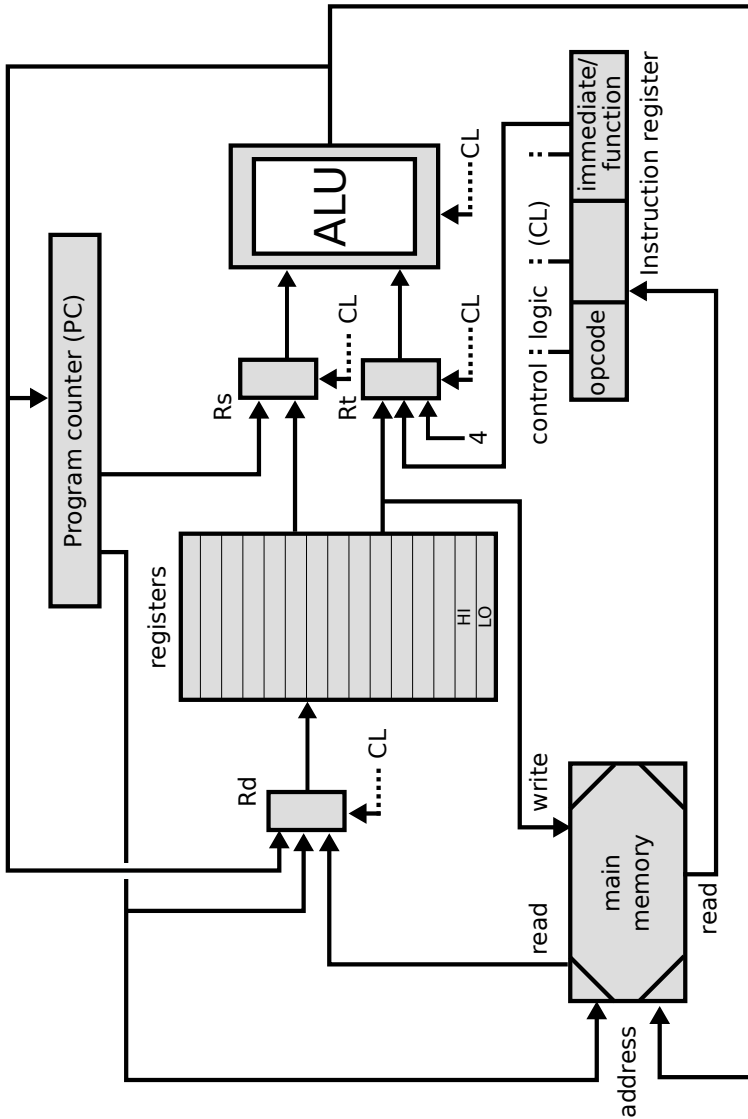 Program counter (PC)
ALU
CL
Rs
CL
Rt
CL
4
registers
HI
LO
Rd
CL
control logic (CL)
opcode
immediate/
function
Instruction register
write
read
main
memory
read
address